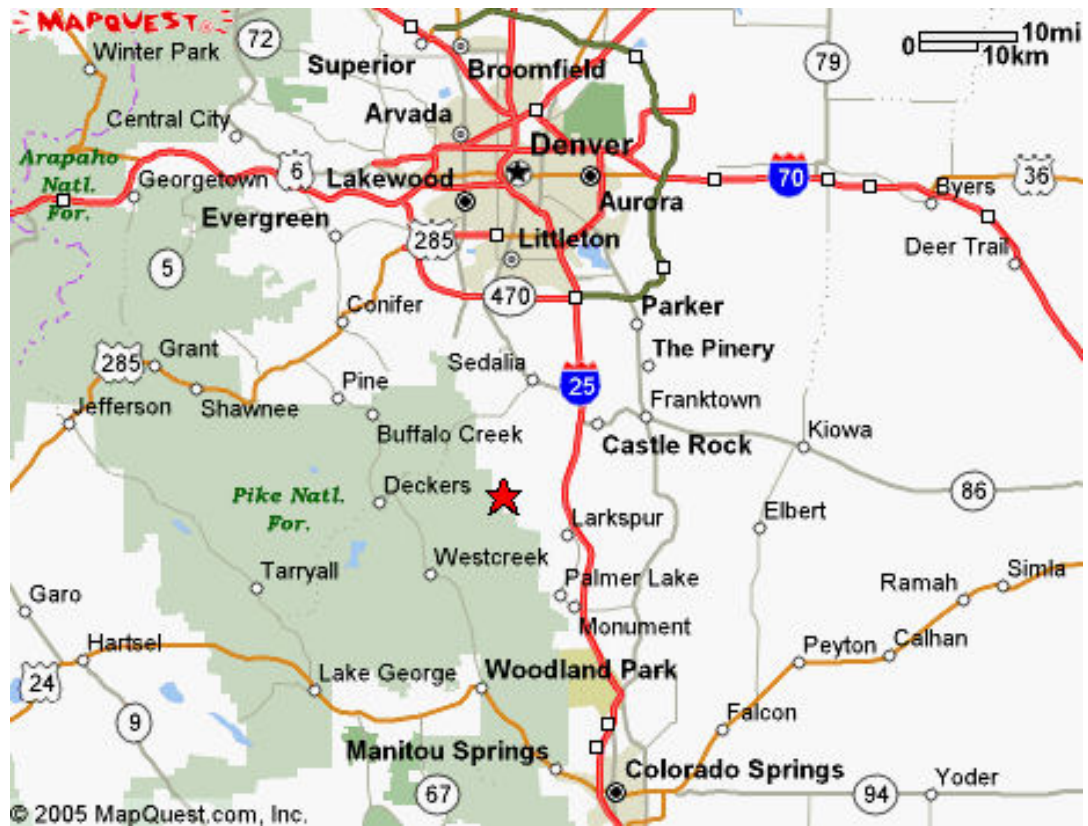 MAPQUEST
10mi
0
10km
Winter Park
72
Superior
Broomfield
79
Arvada
Central City
Denver
Arapaho
Natl.
For.
6
70
36
Georgetown
Lakewood
Aurora
Byers
Evergreen
285
Littleton
Deer Trail
5
470
Conifer
Parker
285
Grant
Sedalia
The Pinery
Pine
25
Jefferson
Shawnee
Franktown
Buffalo Creek
Castle Rock
Kiowa
Pike Natl.
For.
Deckers
86
Larkspur
Elbert
Westcreek
Tarryall
Palmer Lake
Ramah
Simla
Garo
Monument
Hartsel
Peyton
Calhan
24
Lake George
Woodland Park
9
Falcon
Manitou Springs
Colorado Springs
67
94
Yoder
© 2005 MapQuest.com, Inc.